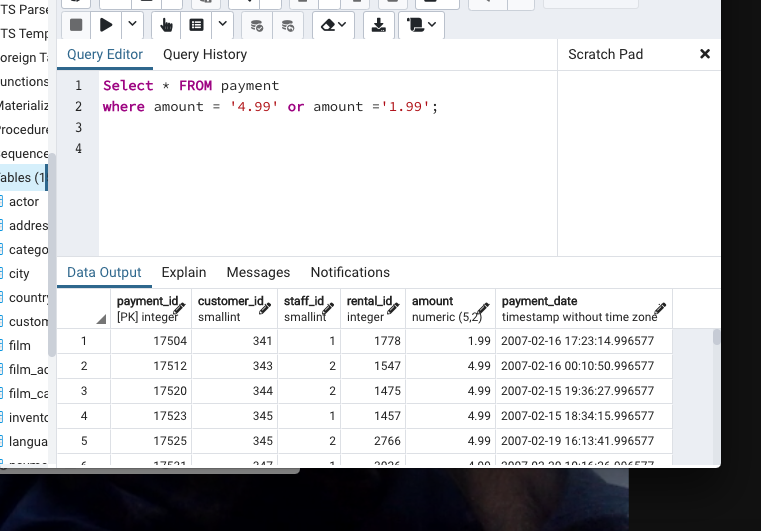 TS Parse
TS Temp
oreign Ta
unctions
Materializ
Procedure
equence
ables (1
actor
addres
catego
city
country
custom
film
film_ac
film_ca
invento
langua
Query Editor Query History
Scratch Pad
1 Select * FROM payment
2 where amount = '4.99' or amount ='1.99';
3
4
Data Output Explain Messages Notifications
payment_id customer_id staff_id rental_id amount payment_date
[PK] integer smallint smallint integer numeric (5,2) timestamp without time zone
1 17504 341 1 1778 1.99 2007-02-16 17:23:14.996577
2 17512 343 2 1547 4.99 2007-02-16 00:10:50.996577
3 17520 344 2 1475 4.99 2007-02-15 19:36:27.996577
4 17523 345 1 1457 4.99 2007-02-15 18:34:15.996577
5 17525 345 2 2766 4.99 2007-02-19 16:13:41.996577